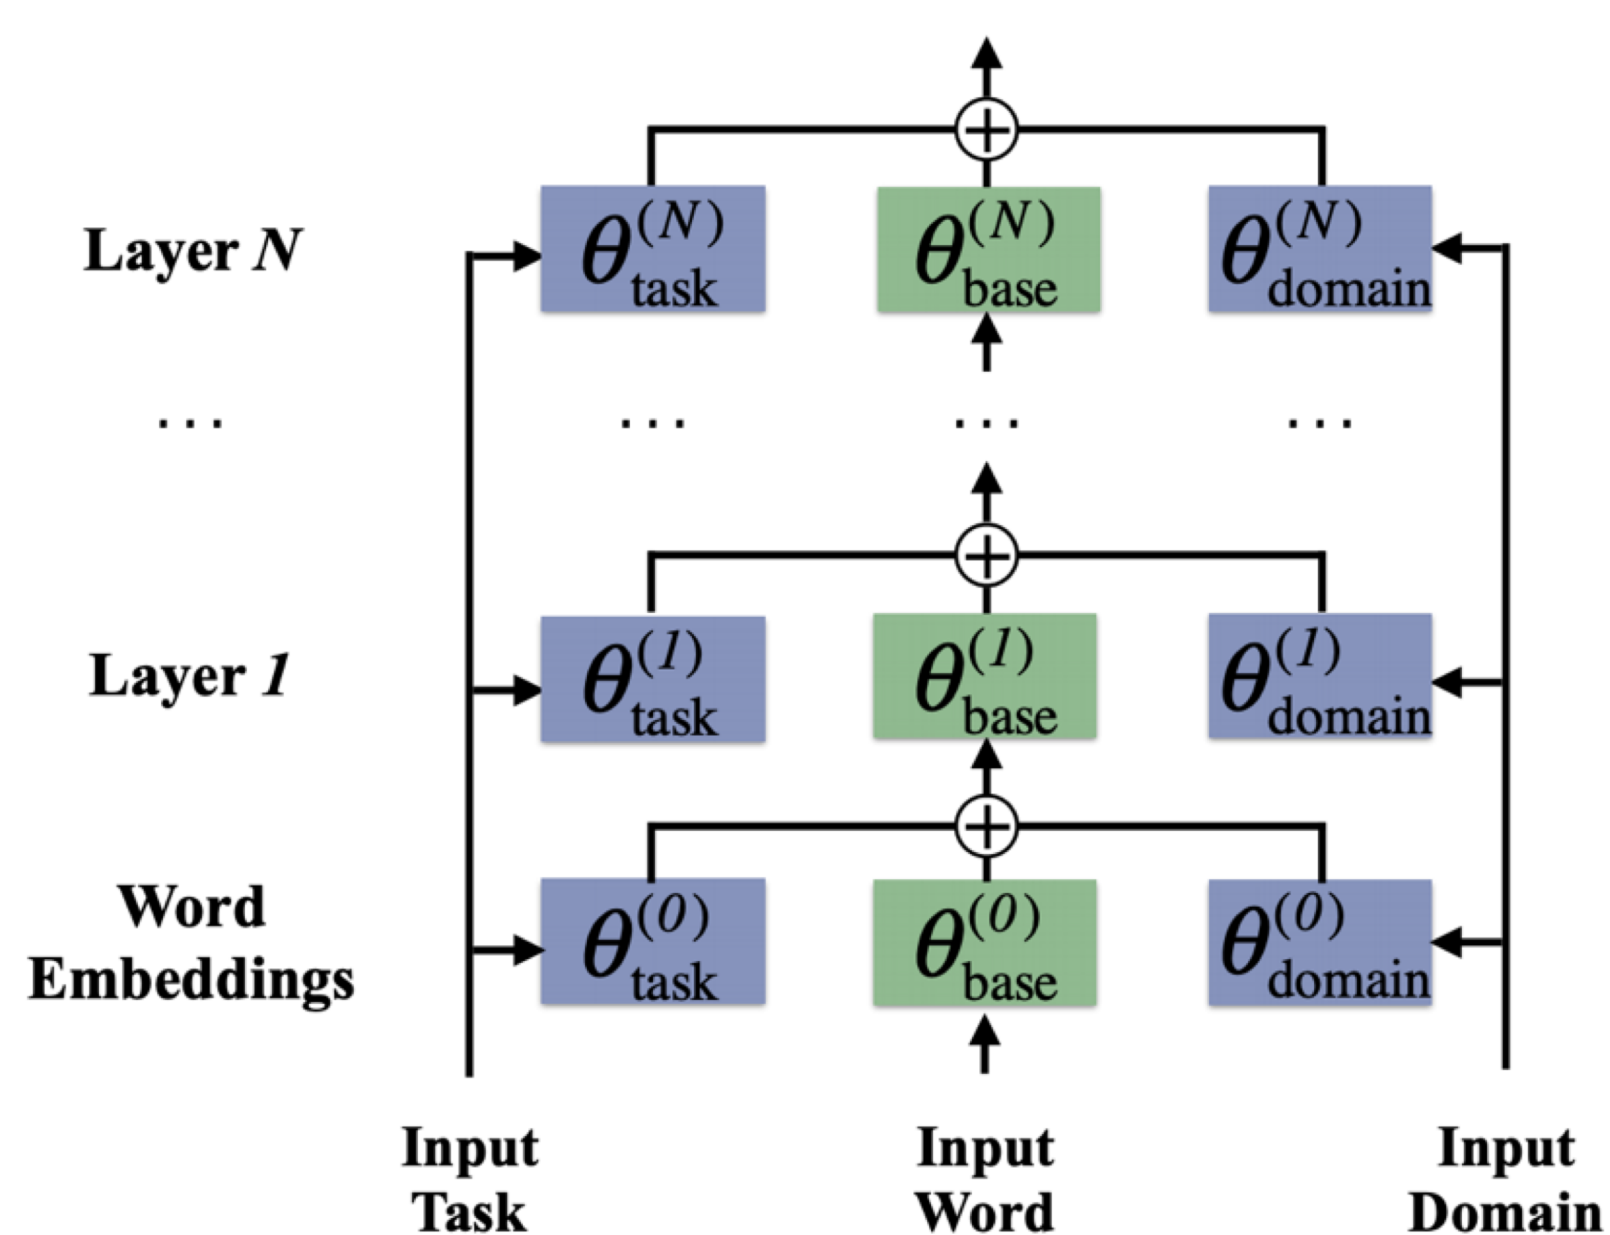 Layer N θ(N)task θ(N)base θ(N)domain
... ... ... ...
Layer 1 θ(1)task θ(1)base θ(1)domain
Word
Embeddings θ(0)task θ(0)base θ(0)domain
Input Input Input
Task Word Domain